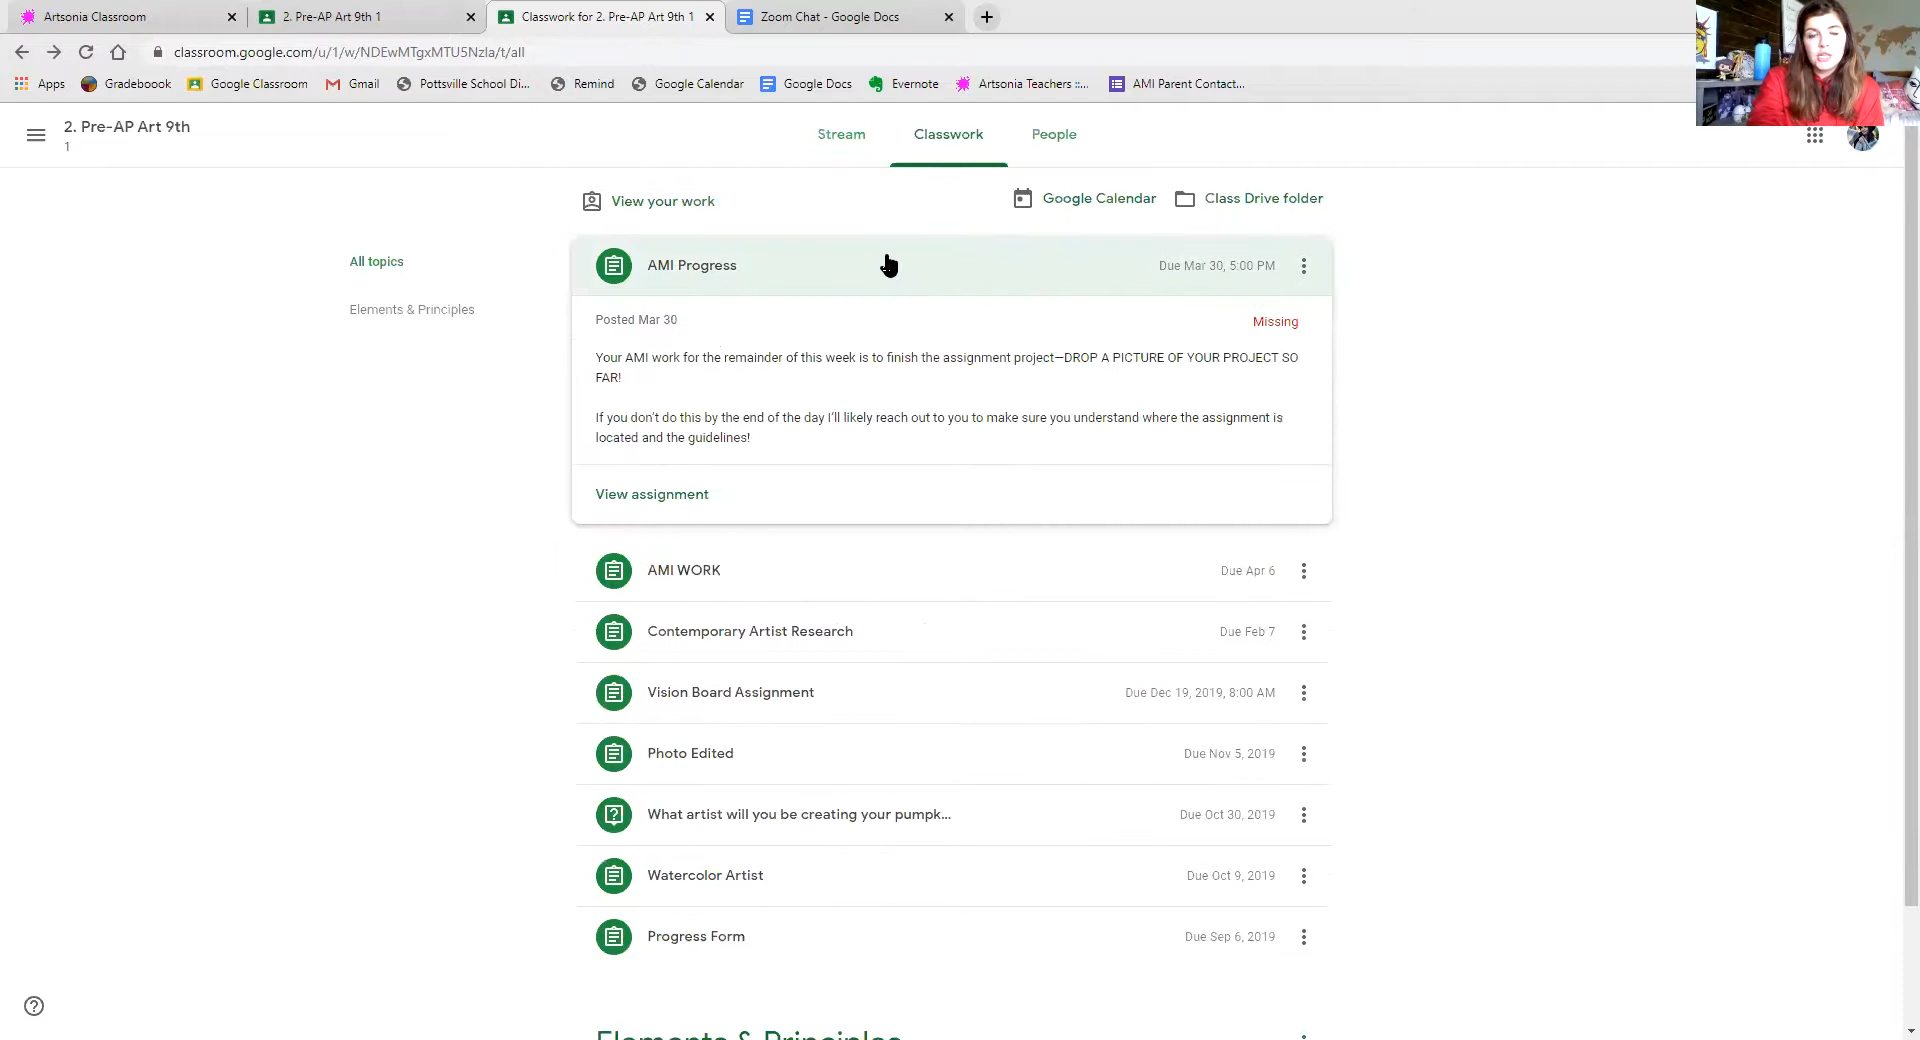 Artsonia Classroom
2. Pre-AP Art 9th 1
Classwork for 2. Pre-AP Art 9th 1
Zoom Chat - Google Docs
classroom.google.com/u/1/w/NDEwMTgxMTU5Nzla/t/all
Apps
Gradeboook
Google Classroom
Gmail
Pottsville School Di...
Remind
Google Calendar
Google Docs
Evernote
Artsonia Teachers ::...
AMI Parent Contact...
2. Pre-AP Art 9th
1
Stream
Classwork
People
View your work
Google Calendar
Class Drive folder
All topics
Elements & Principles
AMI Progress
Due Mar 30, 5:00 PM
Posted Mar 30
Missing
Your AMI work for the remainder of this week is to finish the assignment project—DROP A PICTURE OF YOUR PROJECT SO
FAR!
If you don't do this by the end of the day I'll likely reach out to you to make sure you understand where the assignment is
located and the guidelines!
View assignment
AMI WORK
Due Apr 6
Contemporary Artist Research
Due Feb 7
Vision Board Assignment
Due Dec 19, 2019, 8:00 AM
Photo Edited
Due Nov 5, 2019
What artist will you be creating your pumpk...
Due Oct 30, 2019
Watercolor Artist
Due Oct 9, 2019
Progress Form
Due Sep 6, 2019
Elements & Principles